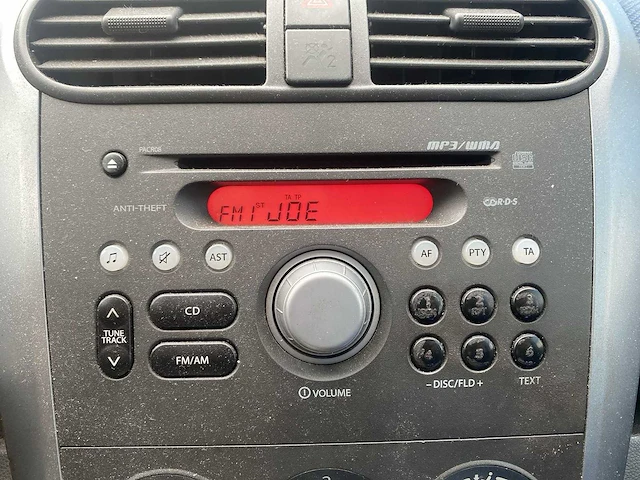 PACR08
MP3/WMA
ANTI-THEFT
TA TP
FM1 ST JOE
R·D·S
AST
AF
PTY
TA
TUNE
TRACK
CD
FM/AM
1
2
3
4
5
6
VOLUME
– DISC/FLD +
TEXT